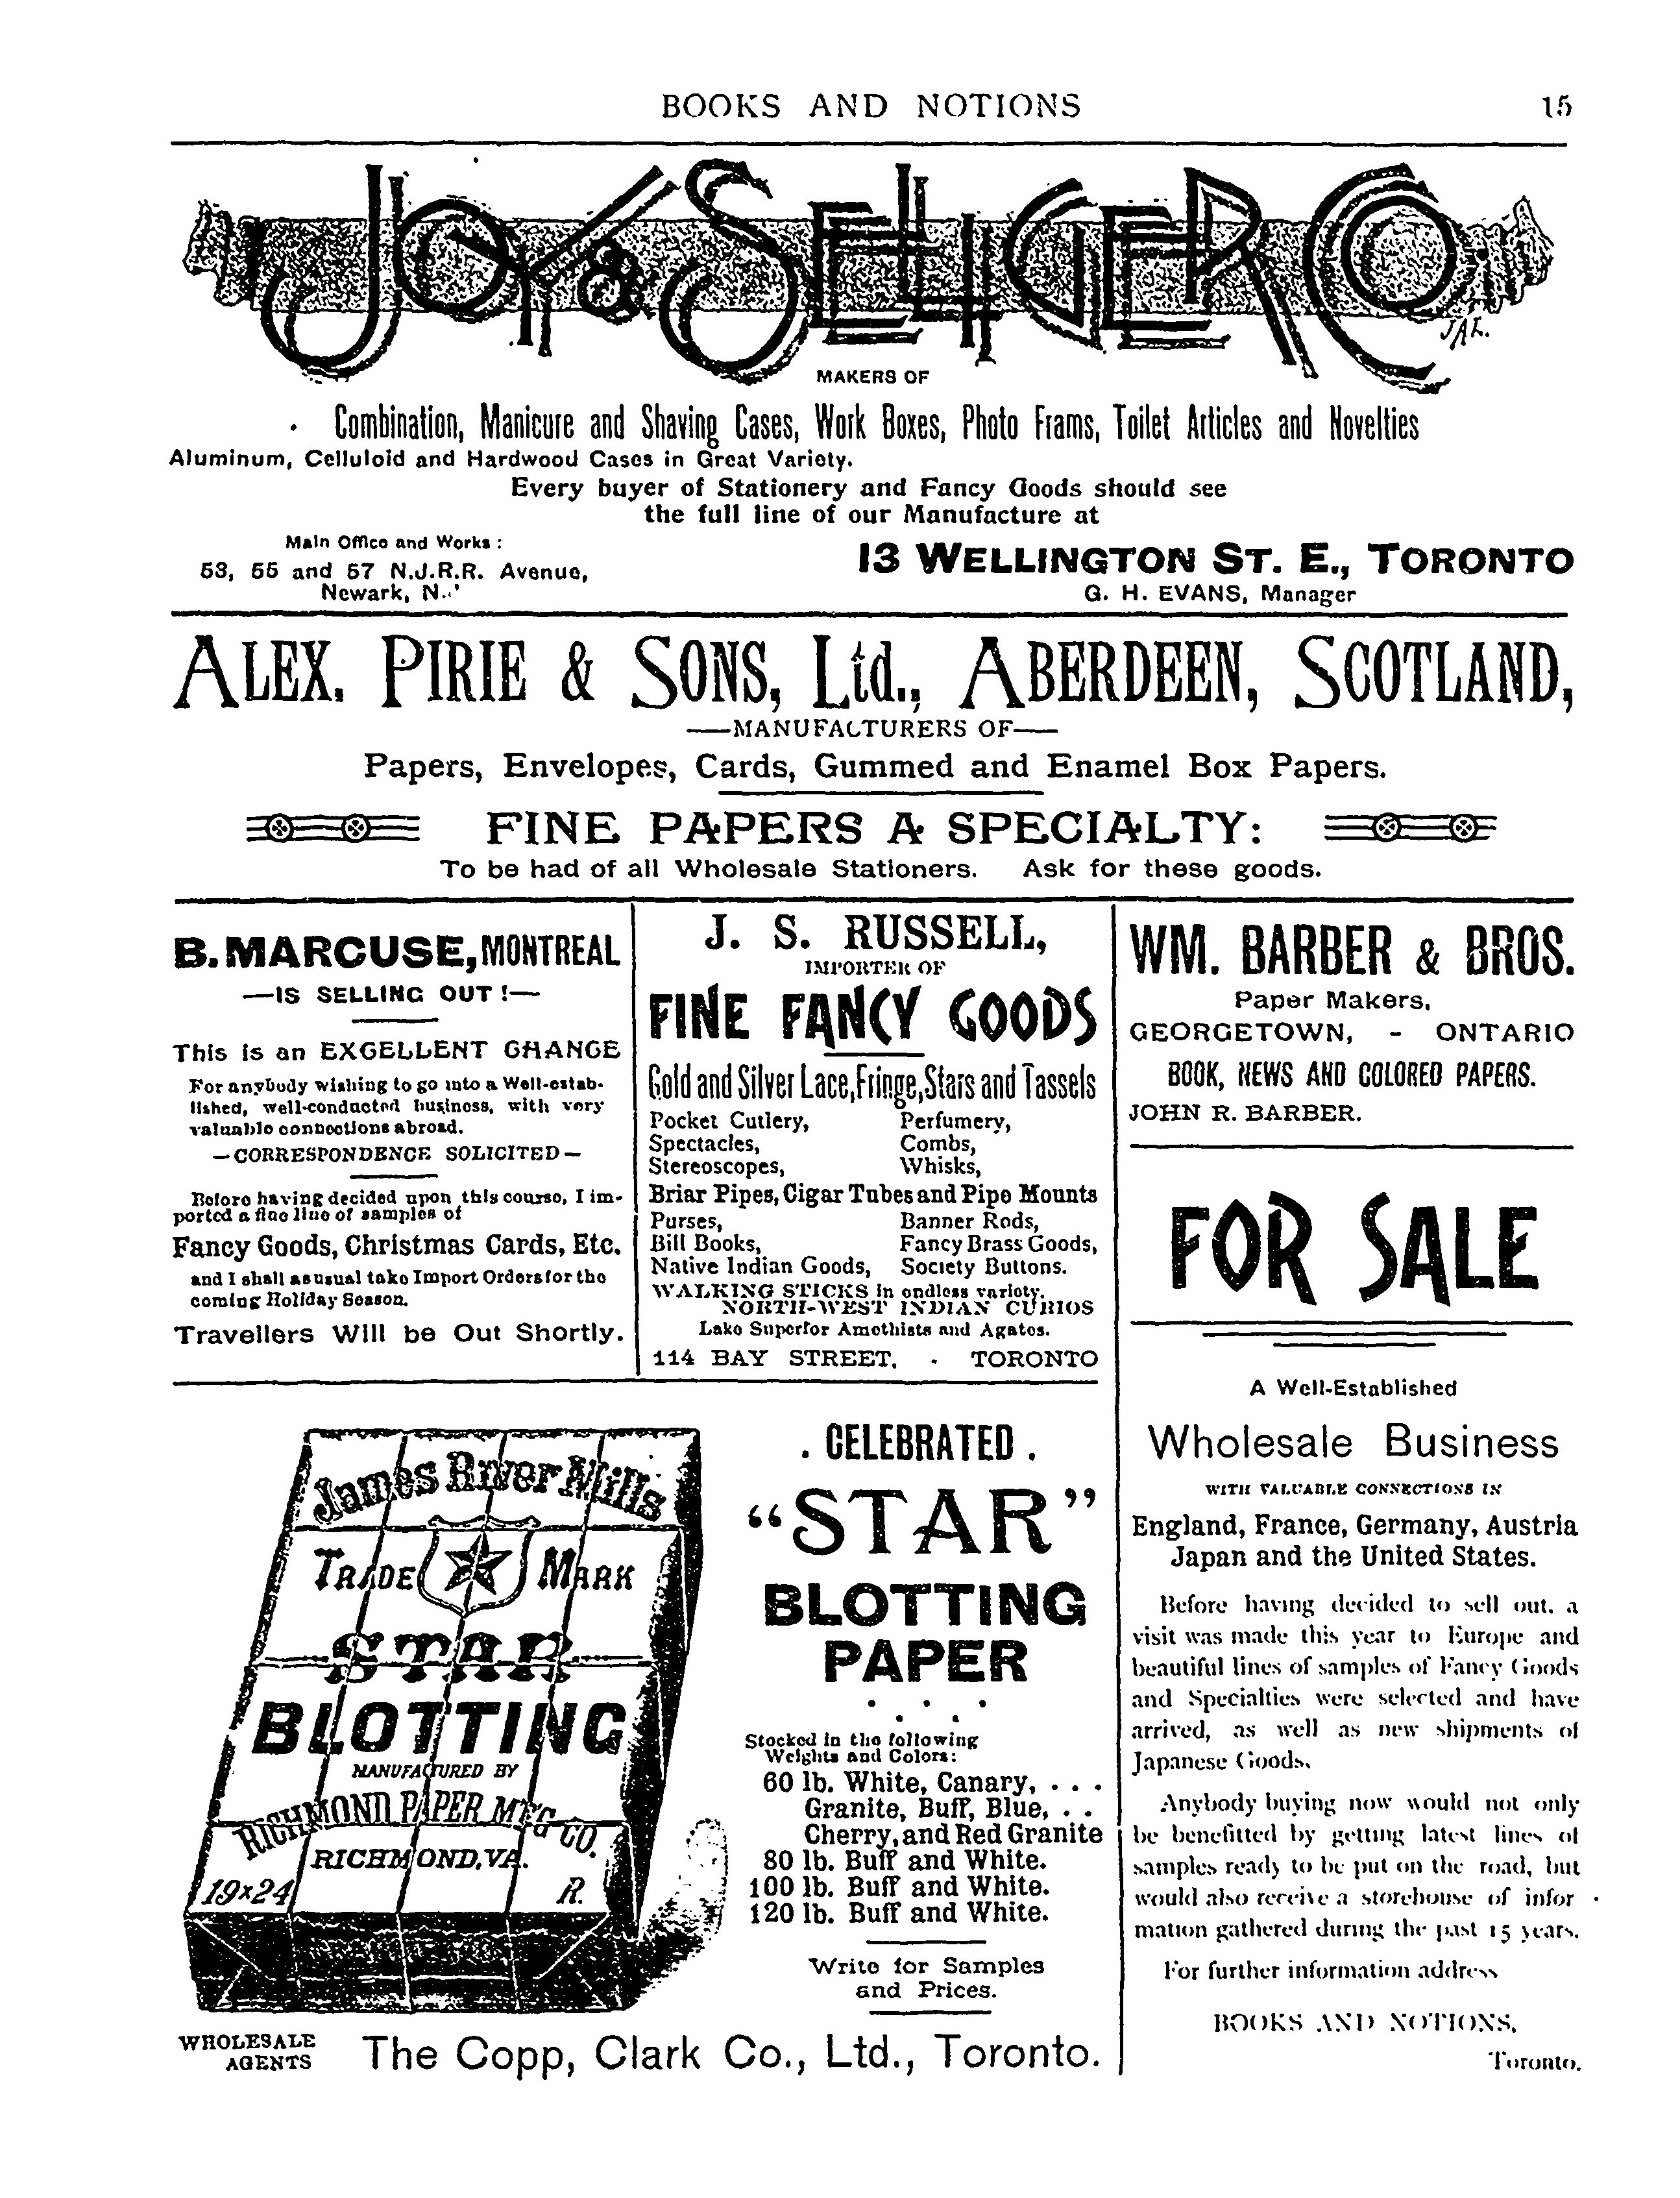 BOOKS AND NOTIONS 15
JOY & SELIGER CO.
JAL.
MAKERS OF
Combination, Manicure and Shaving Cases, Work Boxes, Photo Frams, Toilet Articles and Novelties
Aluminum, Celluloid and Hardwood Cases in Great Variety.
Every buyer of Stationery and Fancy Goods should see
the full line of our Manufacture at
Main Office and Works :
53, 55 and 57 N.J.R.R. Avenue,
Newark, N.
13 WELLINGTON ST. E., TORONTO
G. H. EVANS, Manager
ALEX. PIRIE & SONS, Ltd., ABERDEEN, SCOTLAND,
—MANUFACTURERS OF—
Papers, Envelopes, Cards, Gummed and Enamel Box Papers.
FINE PAPERS A SPECIALTY:
To be had of all Wholesale Stationers. Ask for these goods.
B. MARCUSE, MONTREAL
—IS SELLING OUT !—
This is an EXCELLENT CHANCE
For anybody wishing to go into a Well-estab-
lished, well-conducted business, with very
valuable connections abroad.
—CORRESPONDENCE SOLICITED—
Before having decided upon this course, I im-
ported a fine line of samples of
Fancy Goods, Christmas Cards, Etc.
and I shall as usual take Import Orders for the
coming Holiday Season.
Travellers Will be Out Shortly.
J. S. RUSSELL,
IMPORTER OF
FINE FANCY GOODS
Gold and Silver Lace, Fringe, Stars and Tassels
Pocket Cutlery, Perfumery,
Spectacles, Combs,
Stereoscopes, Whisks,
Briar Pipes, Cigar Tubes and Pipe Mounts
Purses, Banner Rods,
Bill Books, Fancy Brass Goods,
Native Indian Goods, Society Buttons.
WALKING STICKS in endless variety.
NORTH-WEST INDIAN CURIOS
Lake Superior Amethists and Agates.
114 BAY STREET, - TORONTO
WM. BARBER & BROS.
Paper Makers,
GEORGETOWN, - ONTARIO
BOOK, NEWS AND COLORED PAPERS.
JOHN R. BARBER.
FOR SALE
A Well-Established
Wholesale Business
WITH VALUABLE CONNECTIONS IN
England, France, Germany, Austria
Japan and the United States.
Before having decided to sell out, a
visit was made this year to Europe and
beautiful lines of samples of Fancy Goods
and Specialties were selected and have
arrived, as well as new shipments of
Japanese Goods.
Anybody buying now would not only
be benefitted by getting latest lines of
samples ready to be put on the road, but
would also receive a storehouse of infor
mation gathered during the past 15 years.
For further information address
BOOKS AND NOTIONS,
Toronto.
James River Mills
TRADE MARK
STAR
BLOTTING
MANUFACTURED BY
RICHMOND PAPER M'F'G CO.
RICHMOND, VA.
19x24 R.
. CELEBRATED .
"STAR"
BLOTTING
PAPER
Stocked in the following
Weights and Colors:
60 lb. White, Canary, . . .
Granite, Buff, Blue, . .
Cherry, and Red Granite
80 lb. Buff and White.
100 lb. Buff and White.
120 lb. Buff and White.
Write for Samples
and Prices.
WHOLESALE
AGENTS
The Copp, Clark Co., Ltd., Toronto.